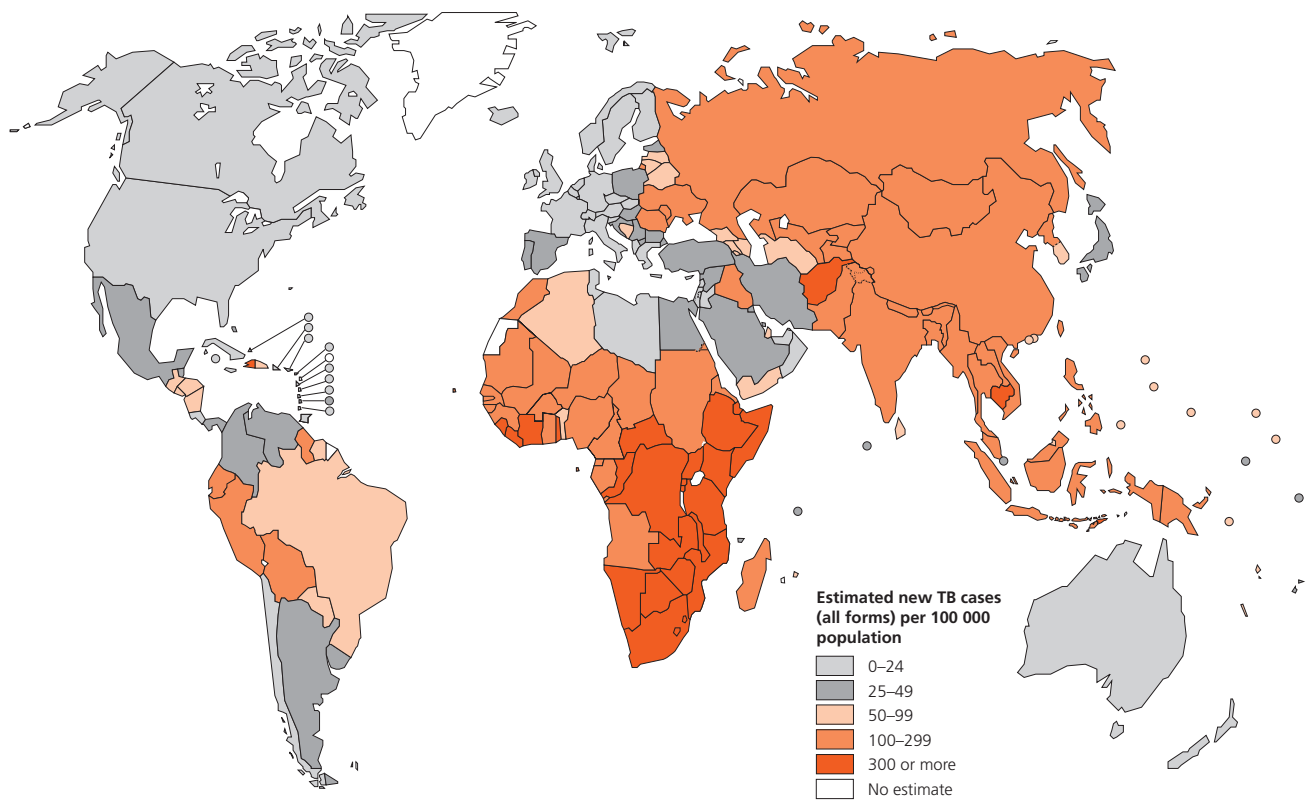 Estimated new TB cases
(all forms) per 100 000
population
0–24
25–49
50–99
100–299
300 or more
No estimate